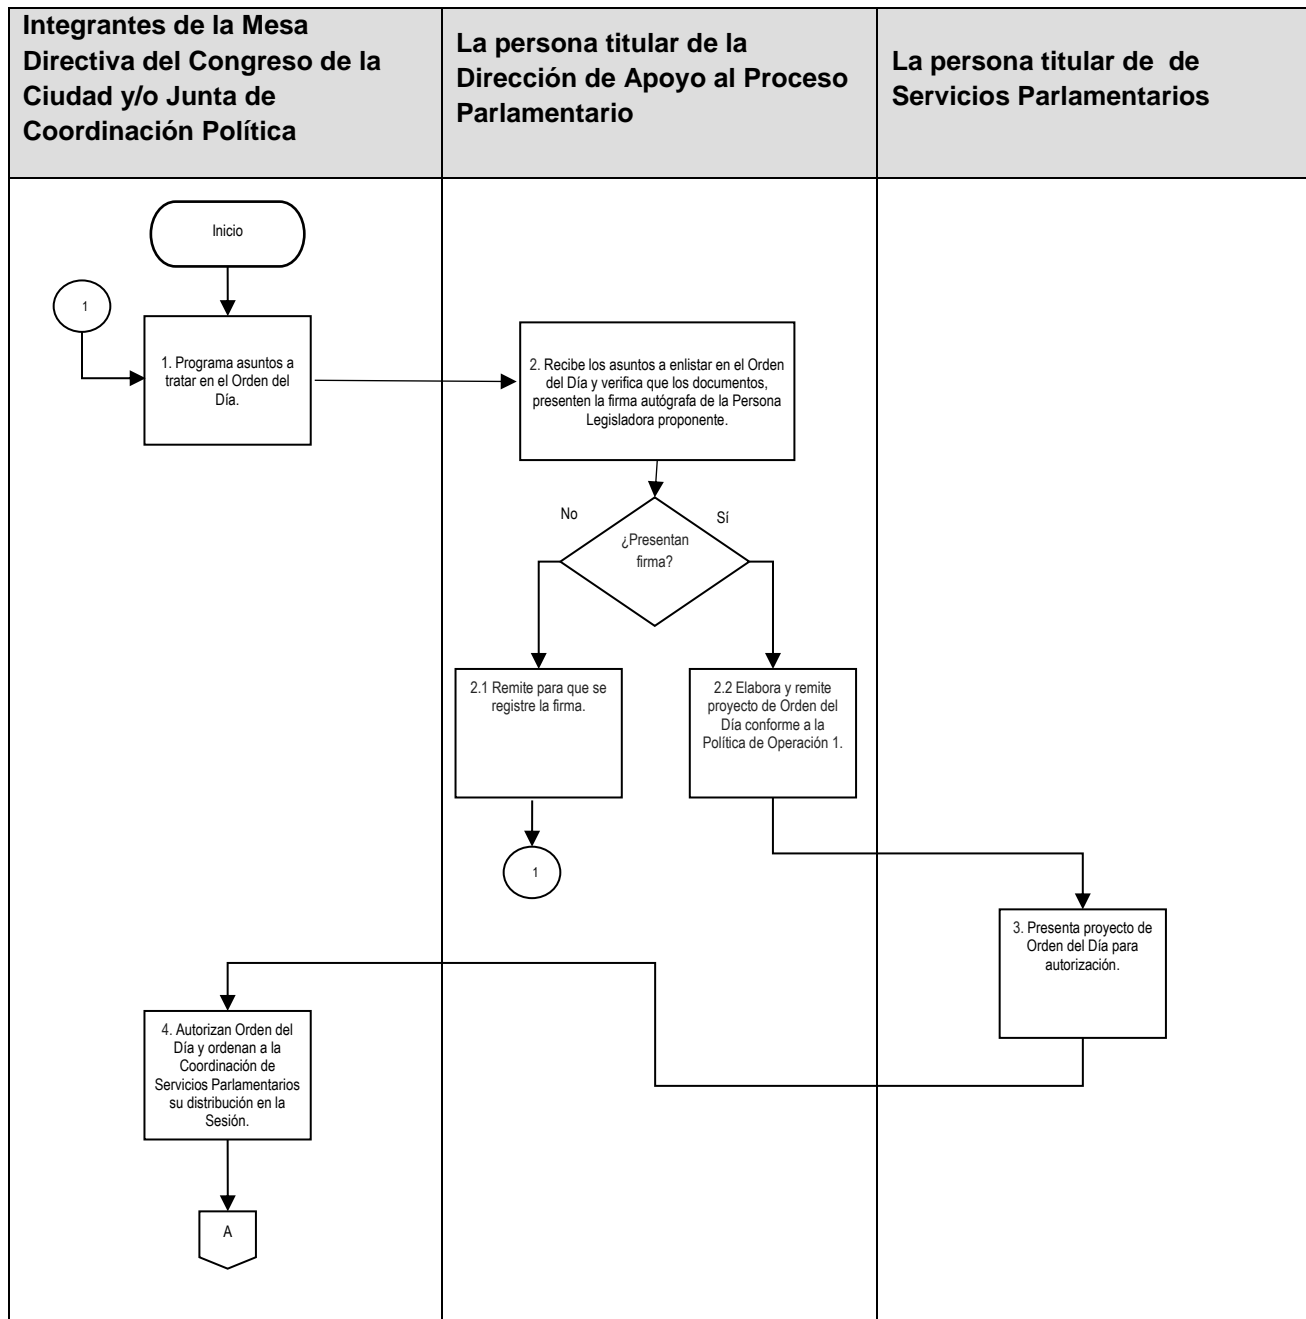 Integrantes de la Mesa
Directiva del Congreso de la
Ciudad y/o Junta de
Coordinación Política
La persona titular de la
Dirección de Apoyo al Proceso
Parlamentario
La persona titular de de
Servicios Parlamentarios
Inicio
1
1. Programa asuntos a
tratar en el Orden del
Día.
2. Recibe los asuntos a enlistar en el Orden
del Día y verifica que los documentos,
presenten la firma autógrafa de la Persona
Legisladora proponente.
No
Sí
¿Presentan
firma?
2.1 Remite para que se
registre la firma.
2.2 Elabora y remite
proyecto de Orden del
Día conforme a la
Política de Operación 1.
1
3. Presenta proyecto de
Orden del Día para
autorización.
4. Autorizan Orden del
Día y ordenan a la
Coordinación de
Servicios Parlamentarios
su distribución en la
Sesión.
A